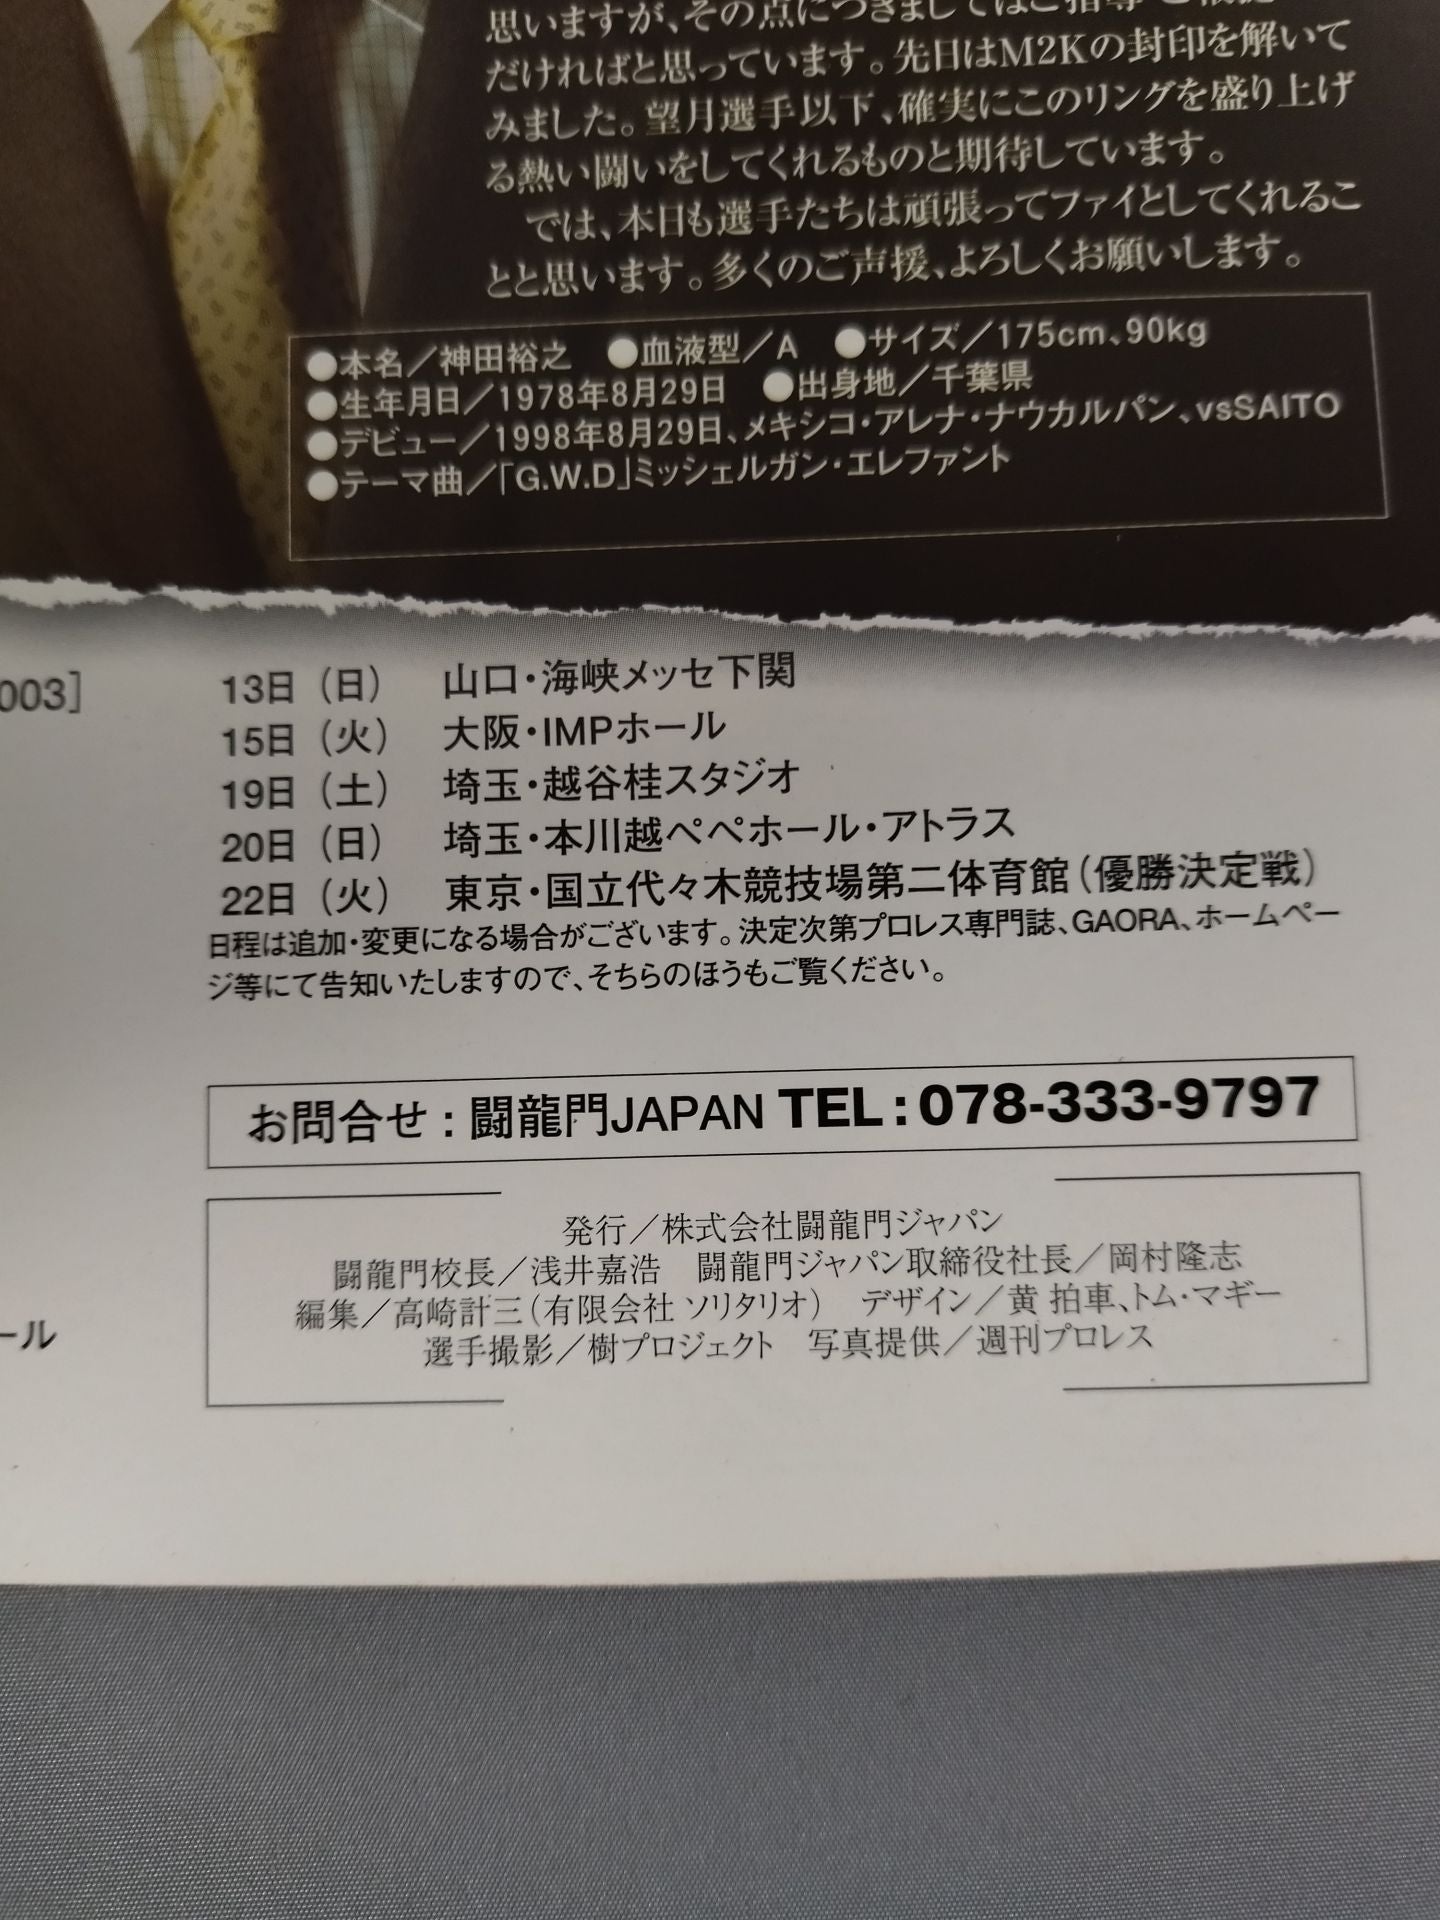 思いますが、その点につきましてはご指導
だければと思っています。先日はM2Kの封印を解いて
みました。望月選手以下、確実にこのリングを盛り上げ
る熱い闘いをしてくれるものと期待しています。
では、本日も選手たちは頑張ってファイとしてくれるこ
とと思います。多くのご声援、よろしくお願いします。
●本名／神田裕之 ●血液型／A ●サイズ／175cm、90kg
●生年月日／1978年8月29日 ●出身地／千葉県
●デビュー／1998年8月29日、メキシコ・アレナ・ナウカルパン、vsSAITO
●テーマ曲／「G.W.D」ミッシェルガン・エレファント
003]
13日（日） 山口・海峡メッセ下関
15日（火） 大阪・IMPホール
19日（土） 埼玉・越谷桂スタジオ
20日（日） 埼玉・本川越ペペホール・アトラス
22日（火） 東京・国立代々木競技場第二体育館（優勝決定戦）
日程は追加・変更になる場合がございます。決定次第プロレス専門誌、GAORA、ホームペー
ジ等にて告知いたしますので、そちらのほうもご覧ください。
お問合せ：闘龍門JAPAN TEL：078-333-9797
発行／株式会社闘龍門ジャパン
闘龍門校長／浅井嘉浩 闘龍門ジャパン取締役社長／岡村隆志
編集／高崎計三（有限会社 ソリタリオ） デザイン／黄 拍車、トム・マギー
選手撮影／樹プロジェクト 写真提供／週刊プロレス
ール